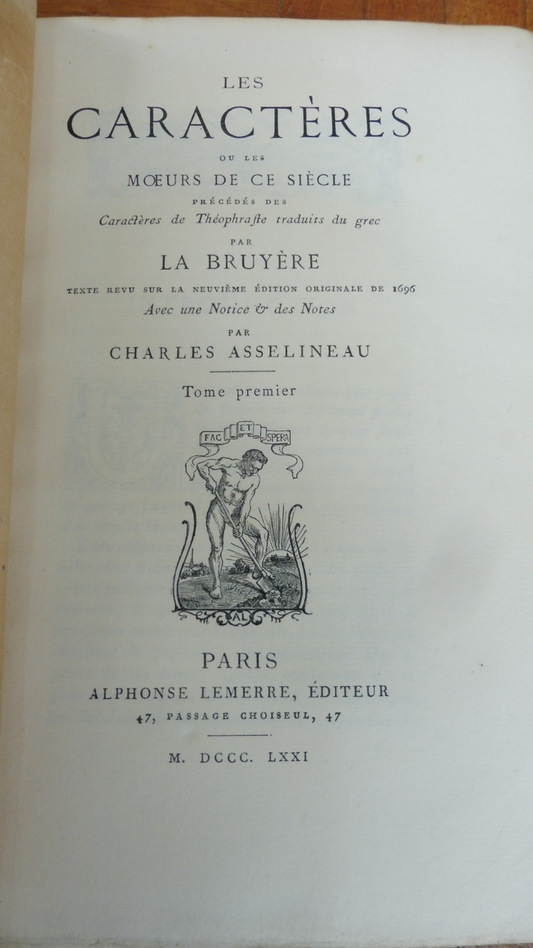 LES
CARACTÈRES
OU LES
MŒURS DE CE SIÈCLE
PRÉCÉDÉS DES
Caractères de Théophraste traduits du grec
PAR
LA BRUYÈRE
TEXTE REVU SUR LA NEUVIÈME ÉDITION ORIGINALE DE 1696
Avec une Notice & des Notes
PAR
CHARLES ASSELINEAU
Tome premier
FAC ET SPERA
AL
PARIS
ALPHONSE LEMERRE, ÉDITEUR
47, PASSAGE CHOISEUL, 47
M. DCCC. LXXI